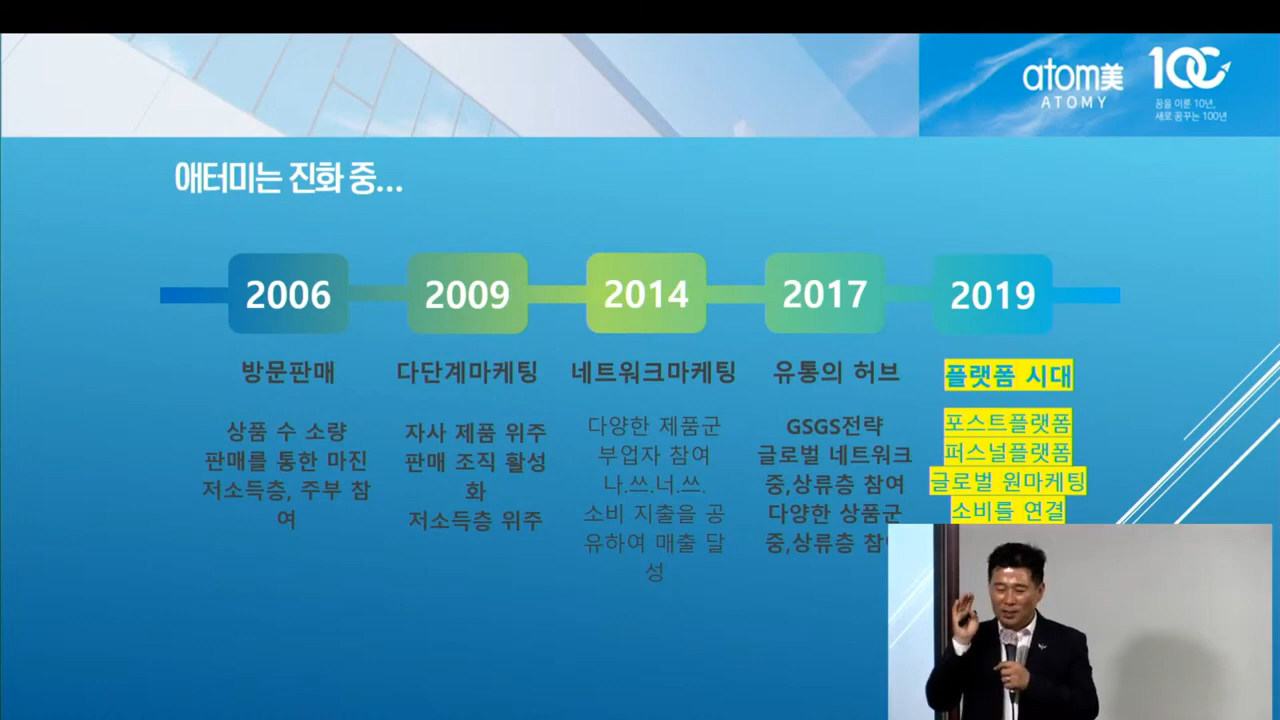 atom美
ATOMY
100
꿈을 이룬 10년,
새로 꿈꾸는 100년
애터미는 진화 중...
2006
방문판매
상품 수 소량
판매를 통한 마진
저소득층, 주부 참
여
2009
다단계마케팅
자사 제품 위주
판매 조직 활성
화
저소득층 위주
2014
네트워크마케팅
다양한 제품군
부업자 참여
나.쓰.너.쓰.
소비 지출을 공
유하여 매출 달
성
2017
유통의 허브
GSGS전략
글로벌 네트워크
중,상류층 참여
다양한 상품군
중,상류층
2019
플랫폼 시대
포스트플랫폼
퍼스널플랫폼
글로벌 원마케팅
소비를 연결